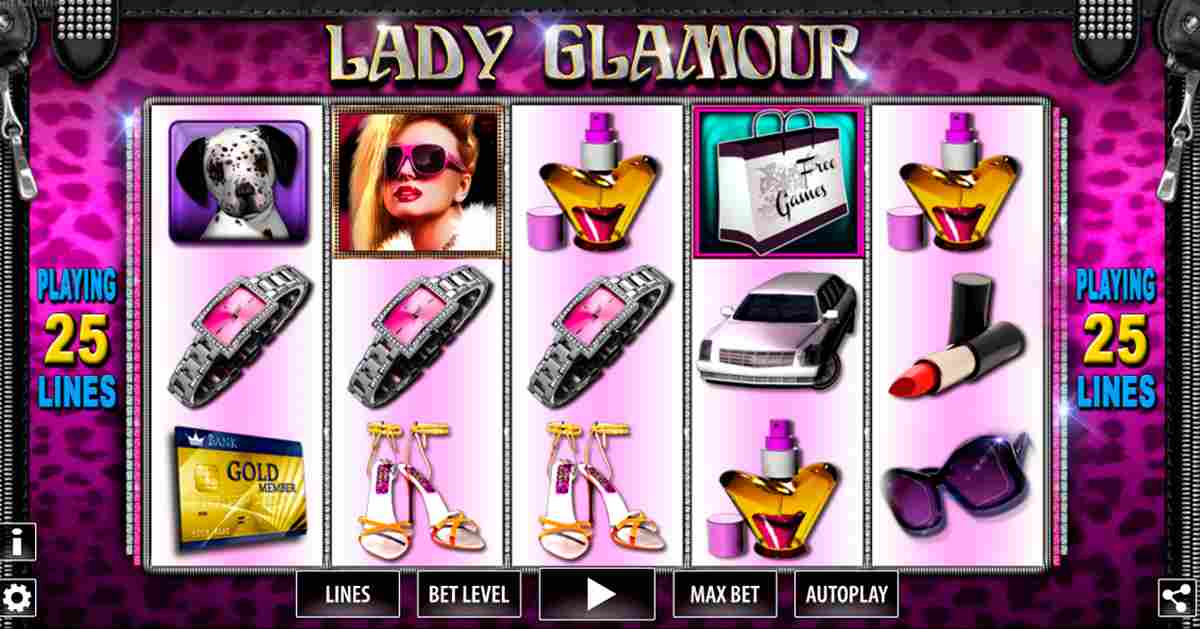 LADY GLAMOUR
Free
Games
PLAYING
25
LINES
PLAYING
25
LINES
BANK
GOLD
MEMBER
LINES
BET LEVEL
MAX BET
AUTOPLAY